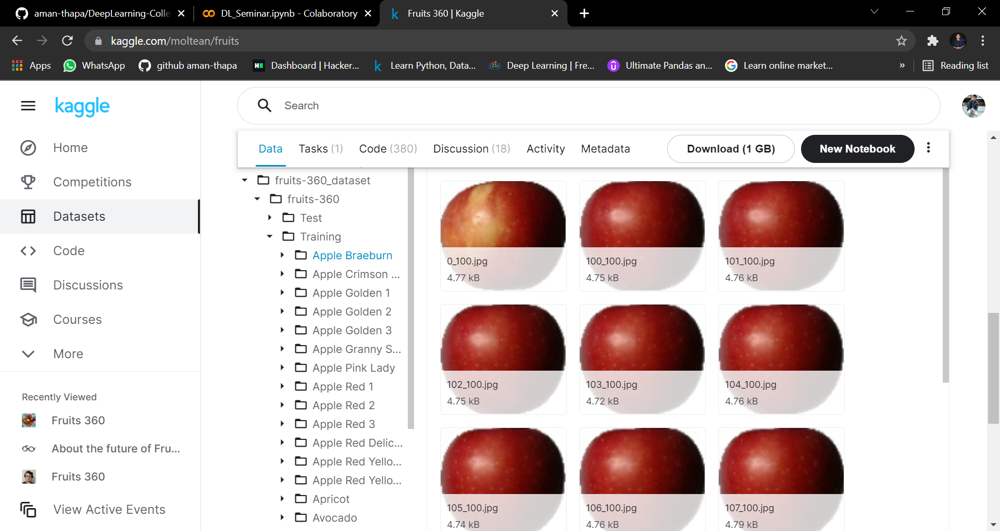 aman-thapa/DeepLearning-Colle
DL_Seminar.ipynb - Colaboratory
Fruits 360 | Kaggle
kaggle.com/moltean/fruits
Apps
WhatsApp
github aman-thapa
Dashboard | Hacker...
Learn Python, Data...
Deep Learning | Fre...
Ultimate Pandas an...
Learn online market...
»
Reading list
kaggle
Search
Home
Competitions
Datasets
Code
Discussions
Courses
More
Recently Viewed
Fruits 360
About the future of Fru...
Fruits 360
View Active Events
Data
Tasks (1)
Code (380)
Discussion (18)
Activity
Metadata
Download (1 GB)
New Notebook
fruits-360_dataset
fruits-360
Test
Training
Apple Braeburn
Apple Crimson ...
Apple Golden 1
Apple Golden 2
Apple Golden 3
Apple Granny S...
Apple Pink Lady
Apple Red 1
Apple Red 2
Apple Red 3
Apple Red Delic...
Apple Red Yello...
Apple Red Yello...
Apricot
Avocado
0_100.jpg
4.77 kB
100_100.jpg
4.75 kB
101_100.jpg
4.76 kB
102_100.jpg
4.75 kB
103_100.jpg
4.72 kB
104_100.jpg
4.76 kB
105_100.jpg
4.74 kB
106_100.jpg
4.76 kB
107_100.jpg
4.79 kB